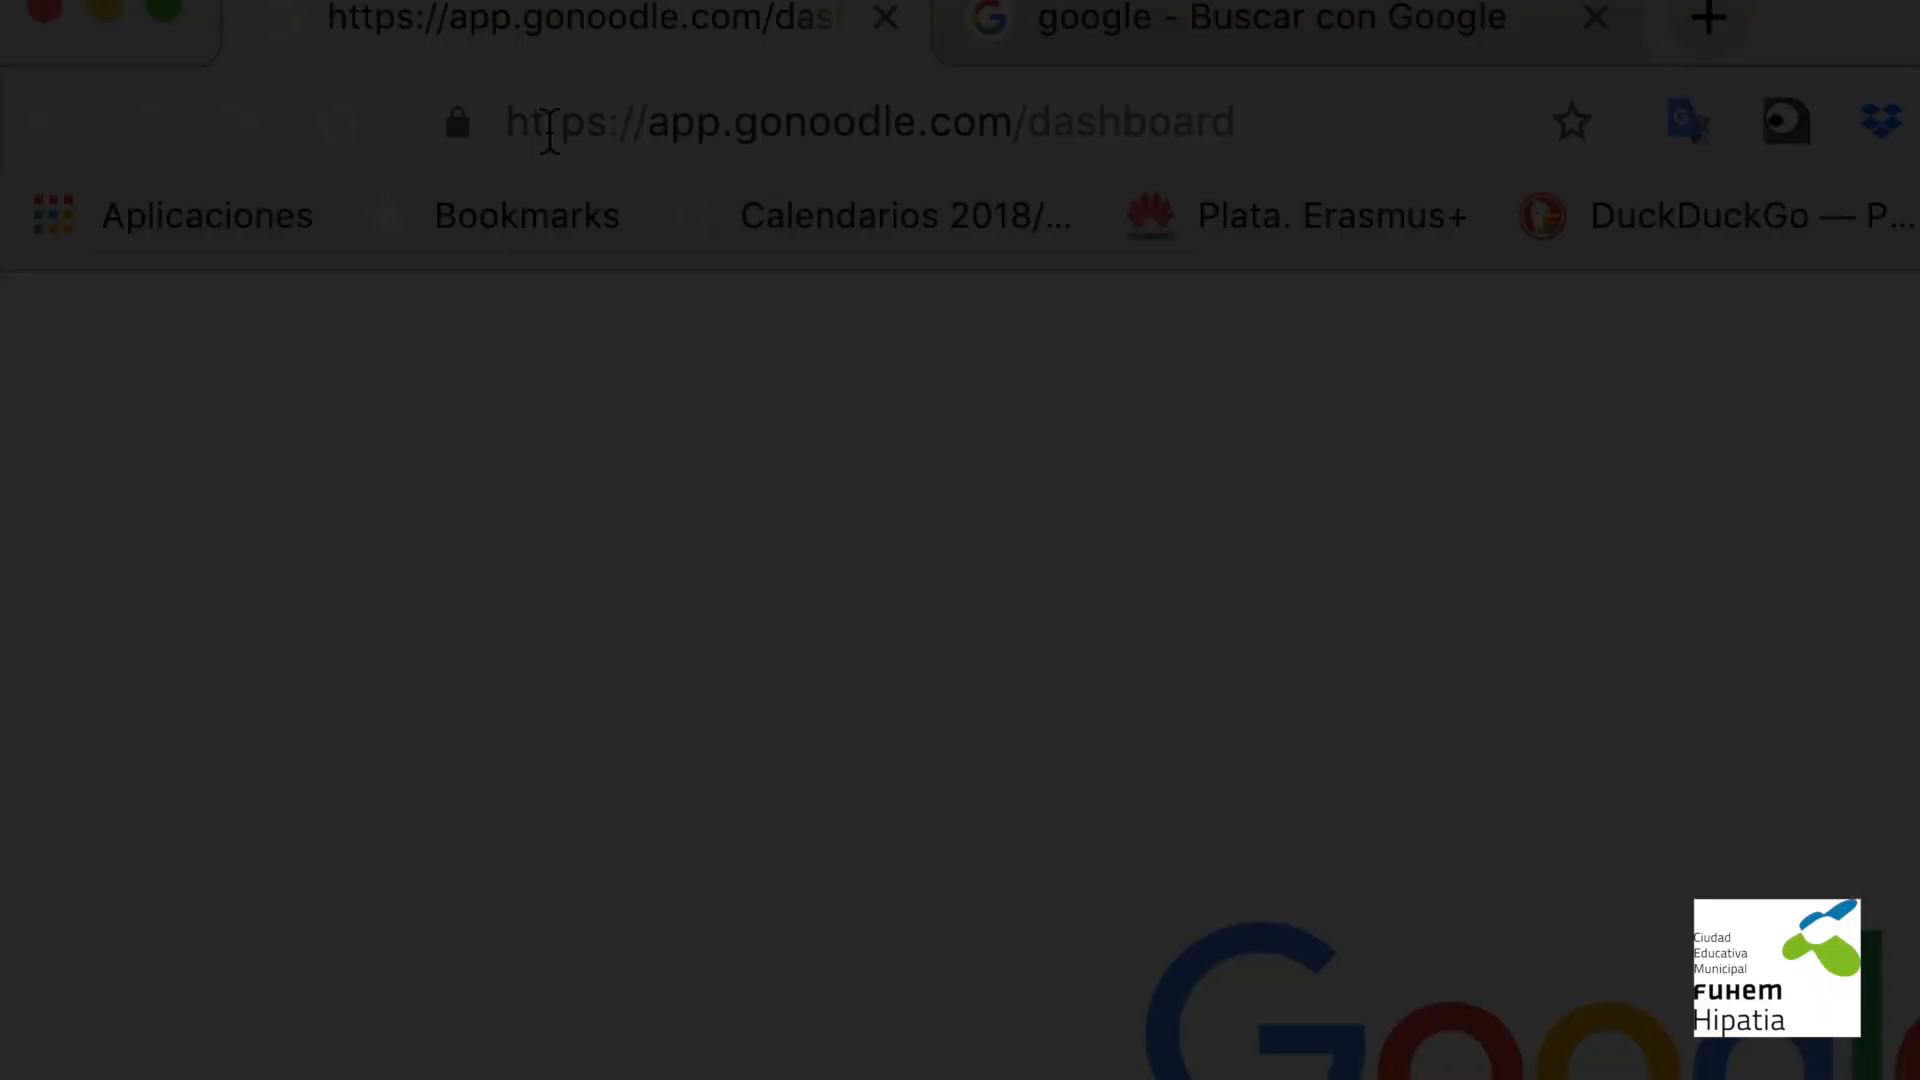 https://app.gonoodle.com/das
google - Buscar con Google
https://app.gonoodle.com/dashboard
Aplicaciones
Bookmarks
Calendarios 2018/...
Plata. Erasmus+
DuckDuckGo — P...
Google
Ciudad
Educativa
Municipal
FUHEM
Hipatia